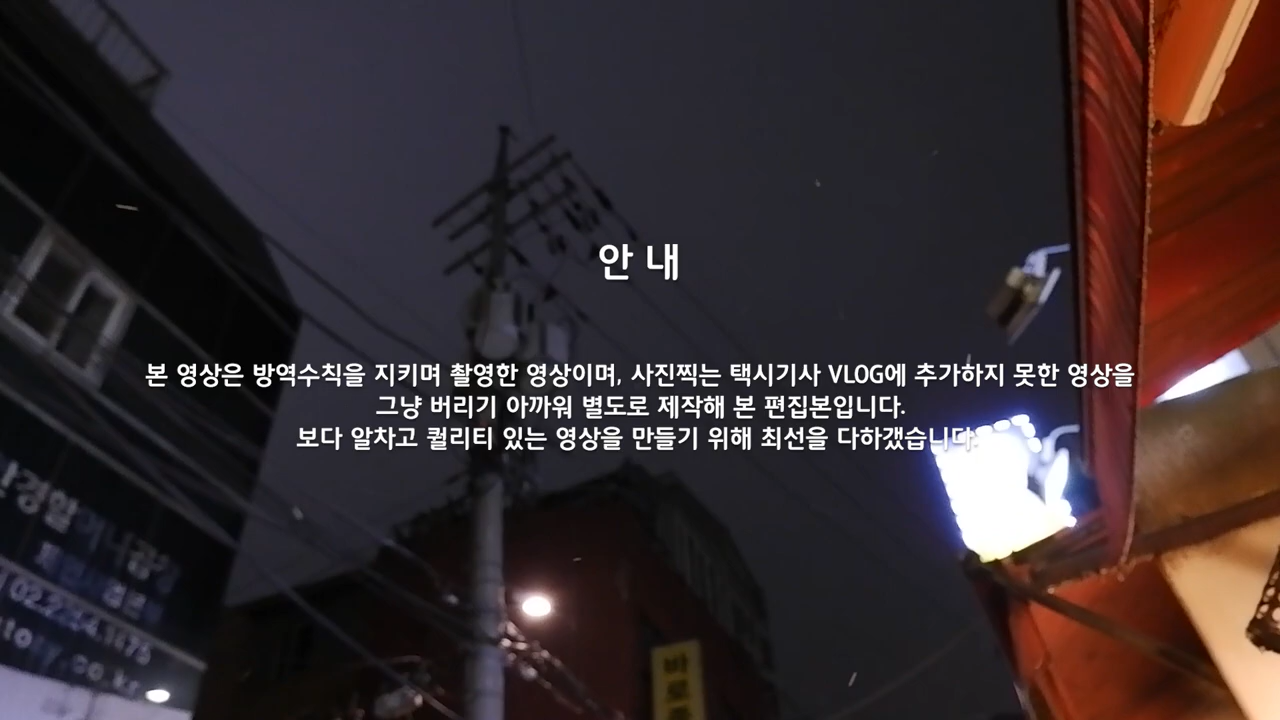 안 내
본 영상은 방역수칙을 지키며 촬영한 영상이며, 사진찍는 택시기사 VLOG에 추가하지 못한 영상을
그냥 버리기 아까워 별도로 제작해 본 편집본입니다.
보다 알차고 퀄리티 있는 영상을 만들기 위해 최선을 다하갰습니다.
바로